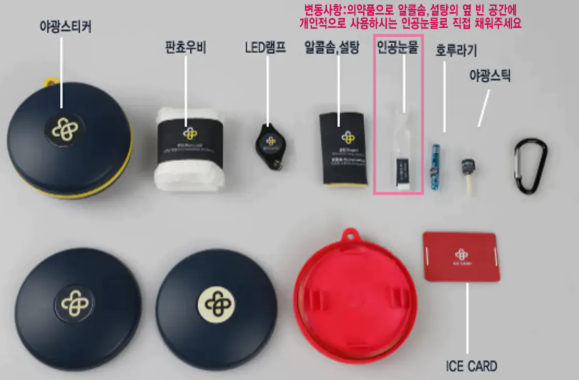 변동사항:의약품으로 알콜솜,설탕의 옆 빈 공간에
개인적으로 사용하시는 인공눈물로 직접 채워주세요
야광스티커
판쵸우비
LED램프
알콜솜,설탕
인공눈물
호루라기
야광스틱
ICE CARD
ICE CARD